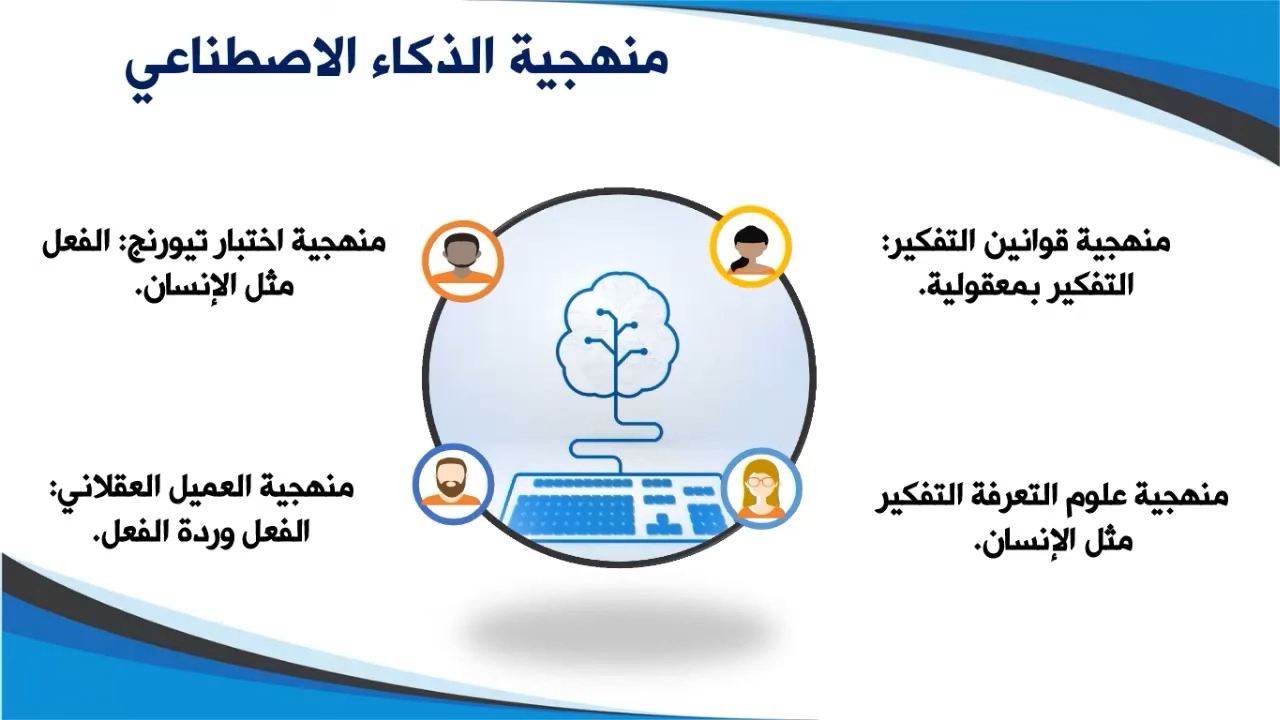 منهجية الذكاء الاصطناعي
منهجية قوانين التفكير:
التفكير بمعقولية.
منهجية اختبار تيورنج: الفعل
مثل الإنسان.
منهجية علوم التعرفة التفكير
مثل الإنسان.
منهجية العميل العقلاني:
الفعل وردة الفعل.